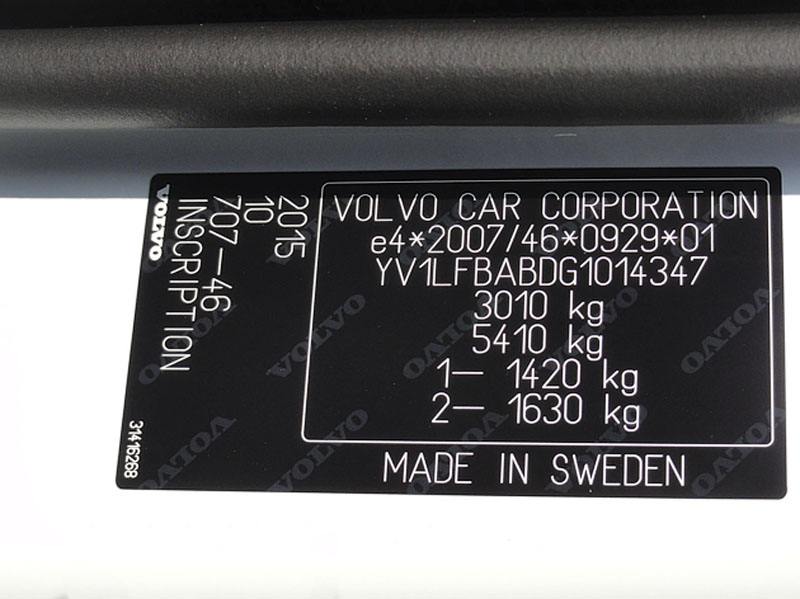 VOLVO
2015
10
707-46
INSCRIPTION
31416268
VOLVO CAR CORPORATION
e4*2007/46*0929*01
YV1LFBABDG1014347
3010 kg
5410 kg
1- 1420 kg
2- 1630 kg
MADE IN SWEDEN